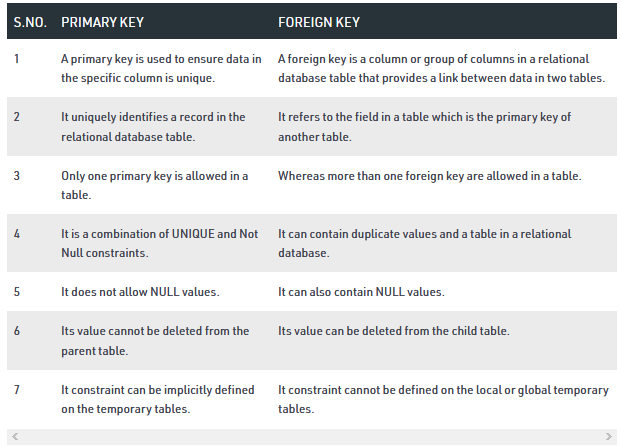 S.NO. PRIMARY KEY FOREIGN KEY
1 A primary key is used to ensure data in A foreign key is a column or group of columns in a relational
the specific column is unique. database table that provides a link between data in two tables.
2 It uniquely identifies a record in the It refers to the field in a table which is the primary key of
relational database table. another table.
3 Only one primary key is allowed in a Whereas more than one foreign key are allowed in a table.
table.
4 It is a combination of UNIQUE and Not It can contain duplicate values and a table in a relational
Null constraints. database.
5 It does not allow NULL values. It can also contain NULL values.
6 Its value cannot be deleted from the Its value can be deleted from the child table.
parent table.
7 It constraint can be implicitly defined It constraint cannot be defined on the local or global temporary
on the temporary tables. tables.